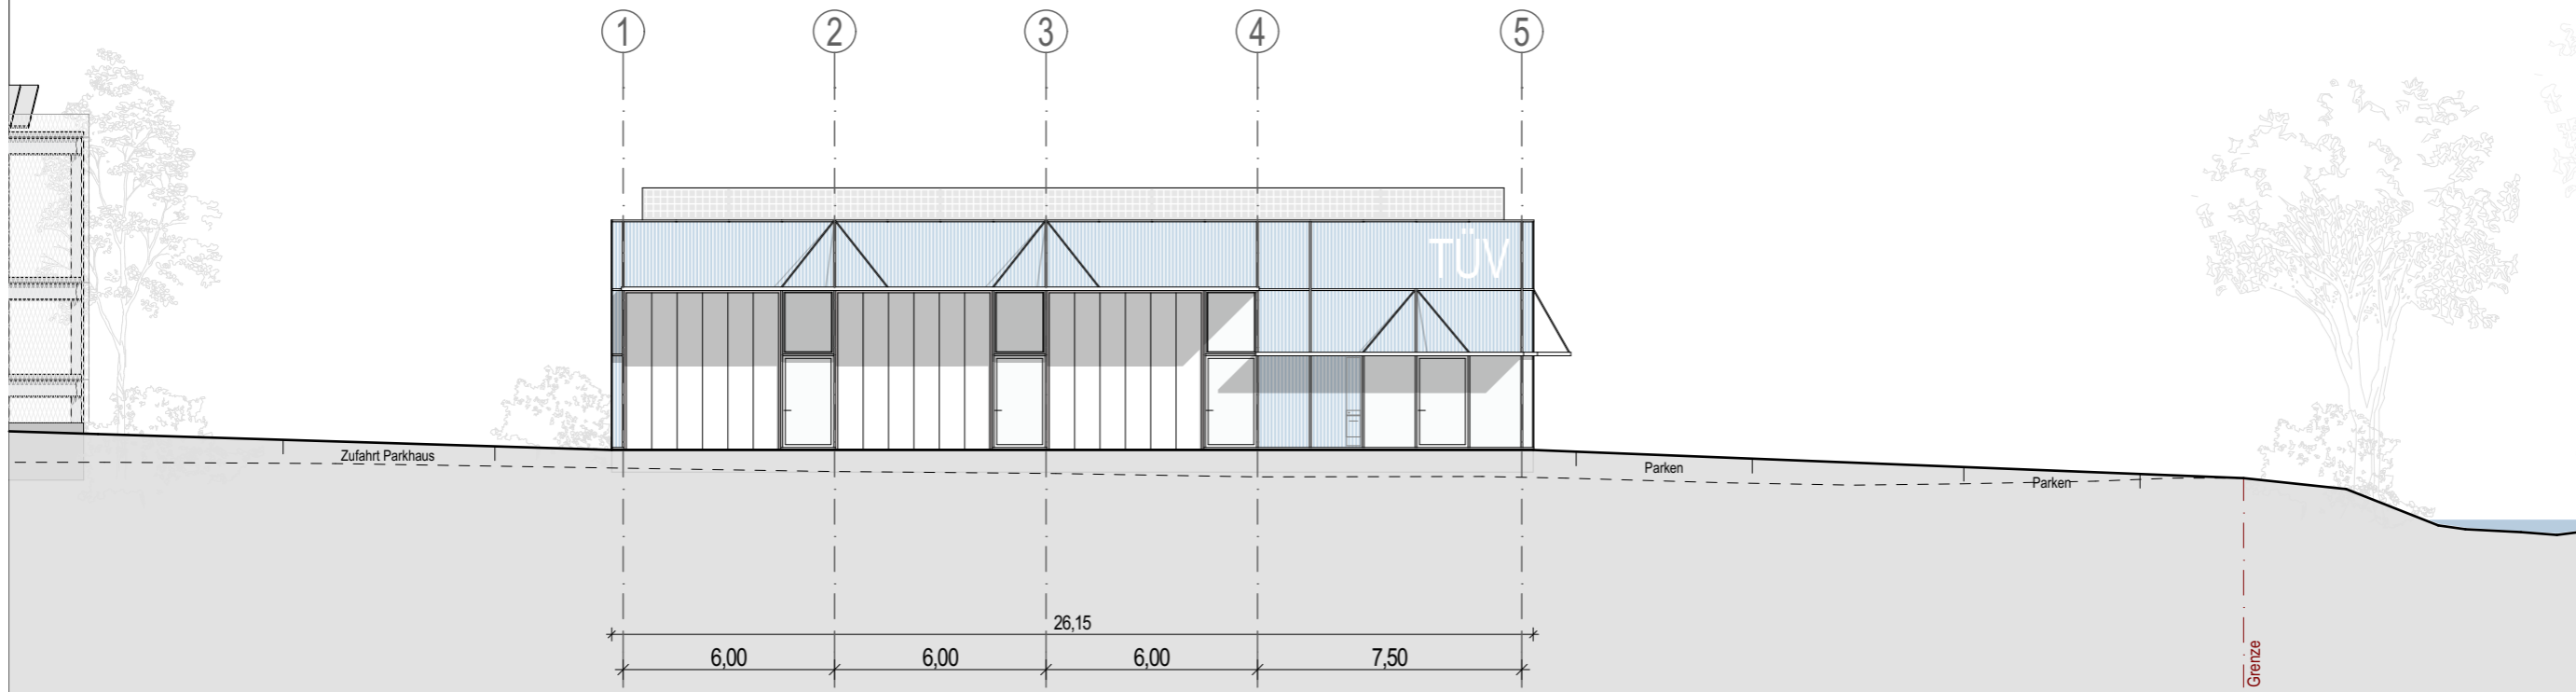 1 2 3 4 5
TÜV
Zufahrt Parkhaus
Parken
Parken
26,15
6,00 6,00 6,00 7,50
Grenze